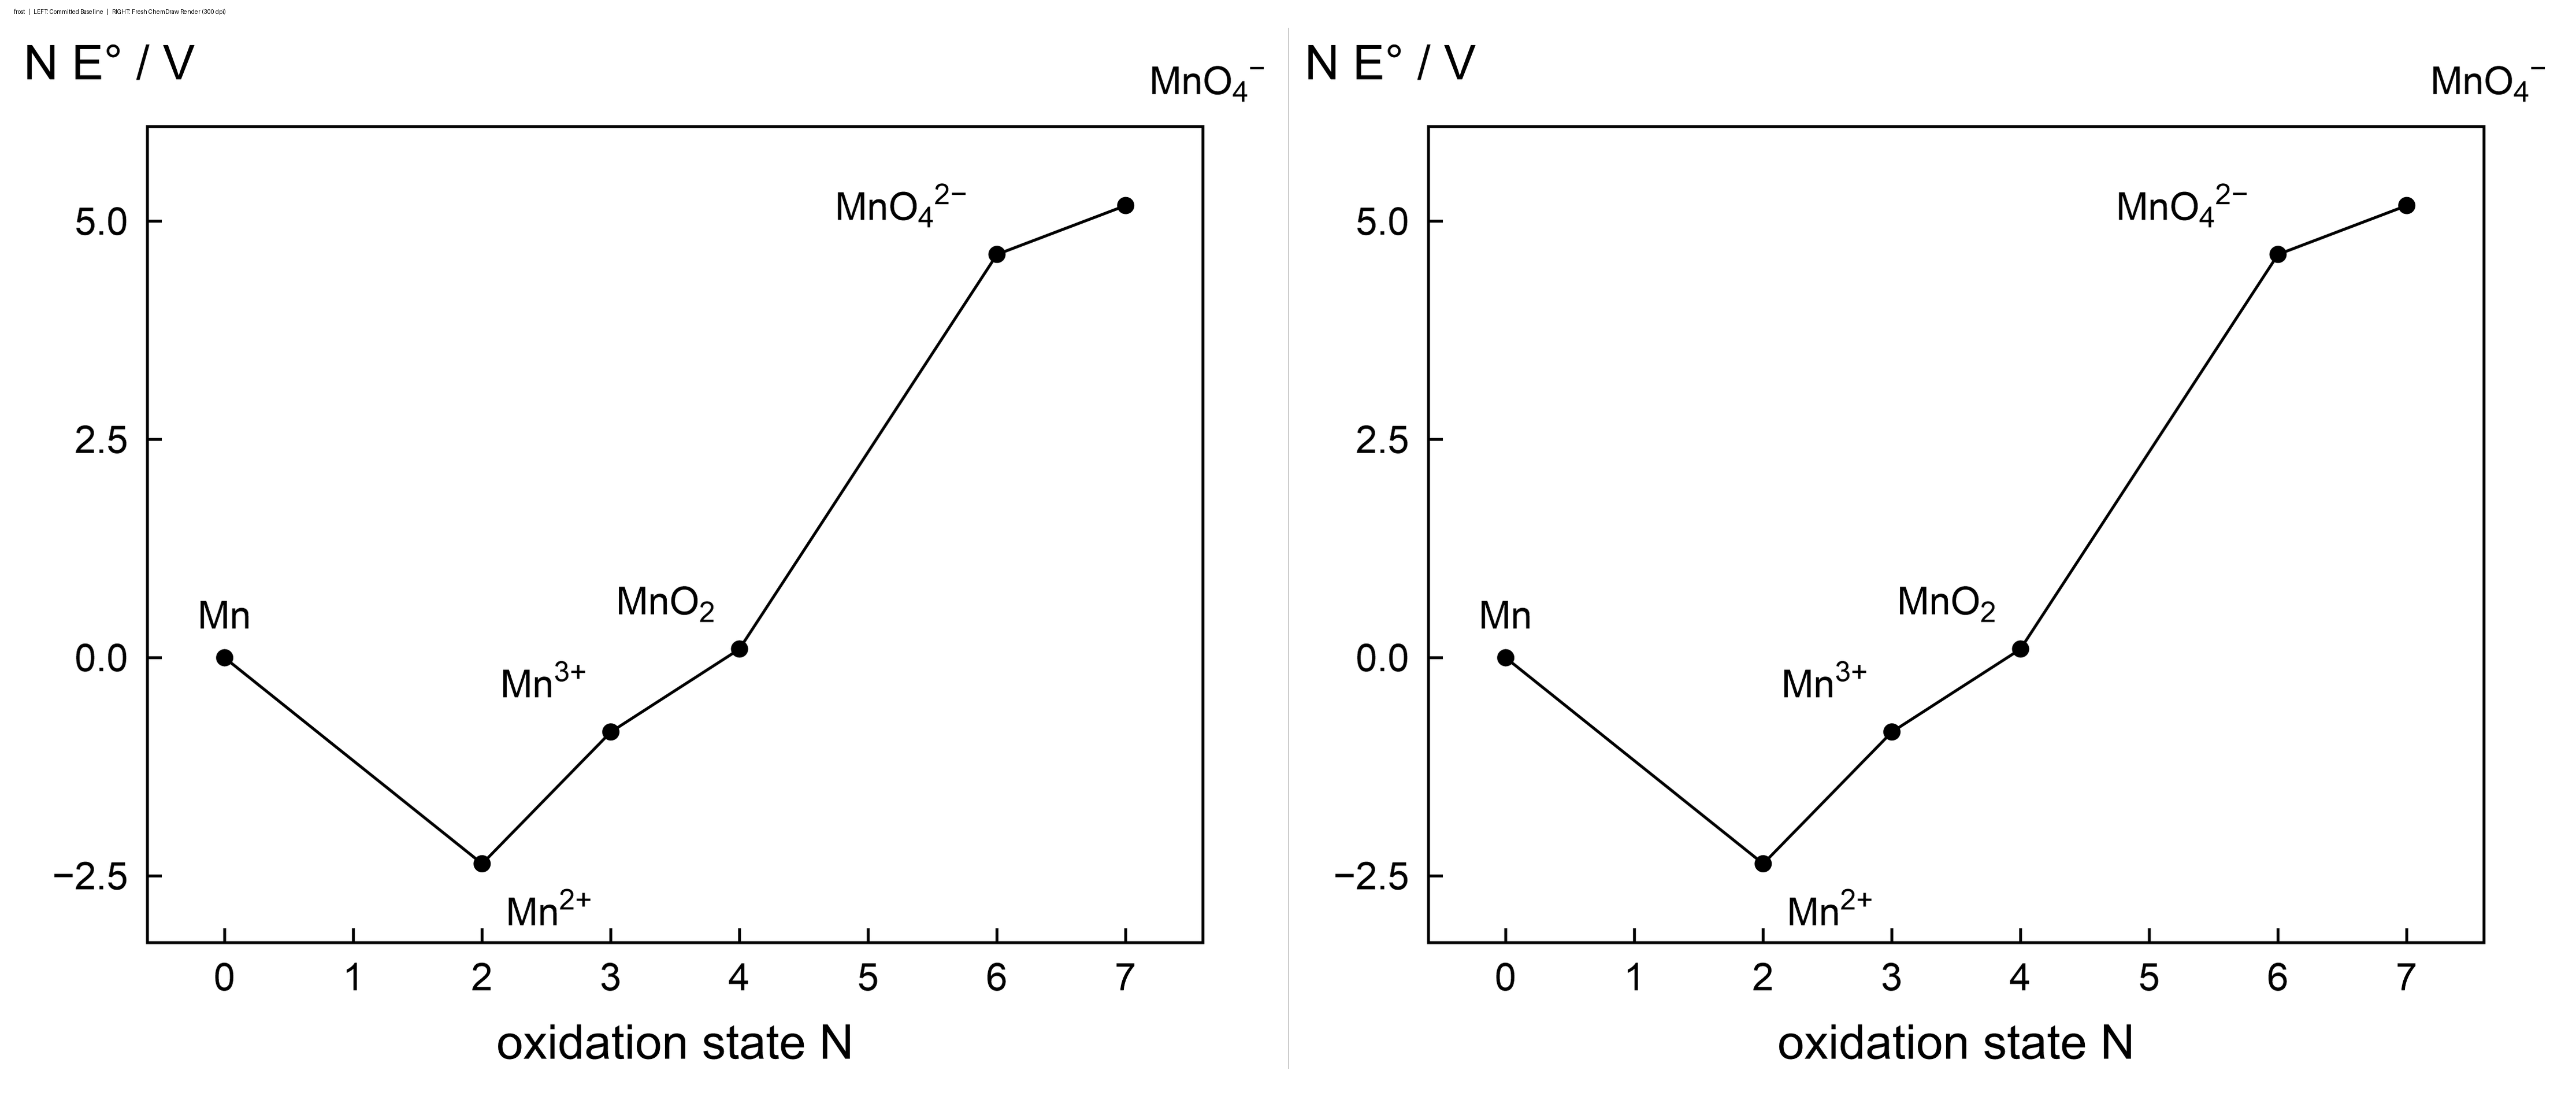 frost | LEFT: Committed Baseline | RIGHT: Fresh ChemDraw Render (300 dpi)
N E° / V
MnO₄⁻
MnO₄²⁻
5.0
2.5
MnO₂
Mn
0.0
Mn³⁺
−2.5
Mn²⁺
0 1 2 3 4 5 6 7
oxidation state N
N E° / V
MnO₄⁻
MnO₄²⁻
5.0
2.5
MnO₂
Mn
0.0
Mn³⁺
−2.5
Mn²⁺
0 1 2 3 4 5 6 7
oxidation state N